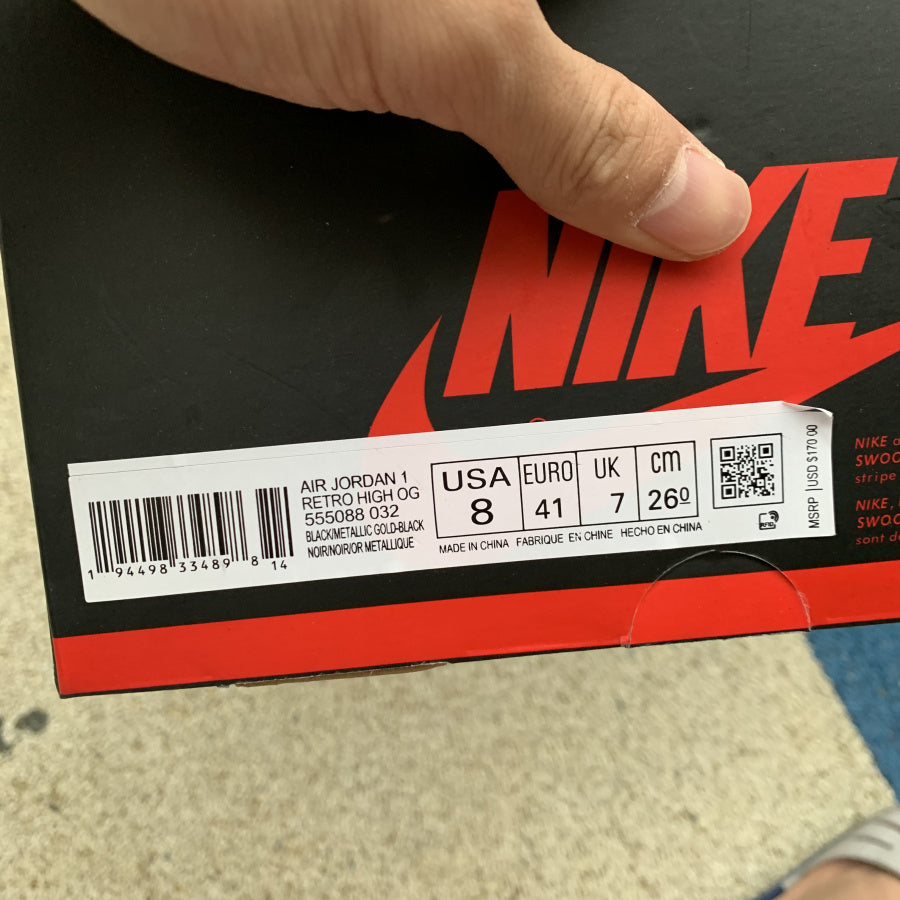 NIKE
AIR JORDAN 1
RETRO HIGH OG
555088 032
BLACK/METALLIC GOLD-BLACK
NOIR/NOIR/OR METALLIQUE
1 94498 33489 8 14
USA
8
EURO
41
UK
7
cm
260
MADE IN CHINA FABRIQUE EN CHINE HECHO EN CHINA
RFID
MSRP | USD $170 00
NIKE
SWOO
stripe
NIKE,
SWOO
sont d